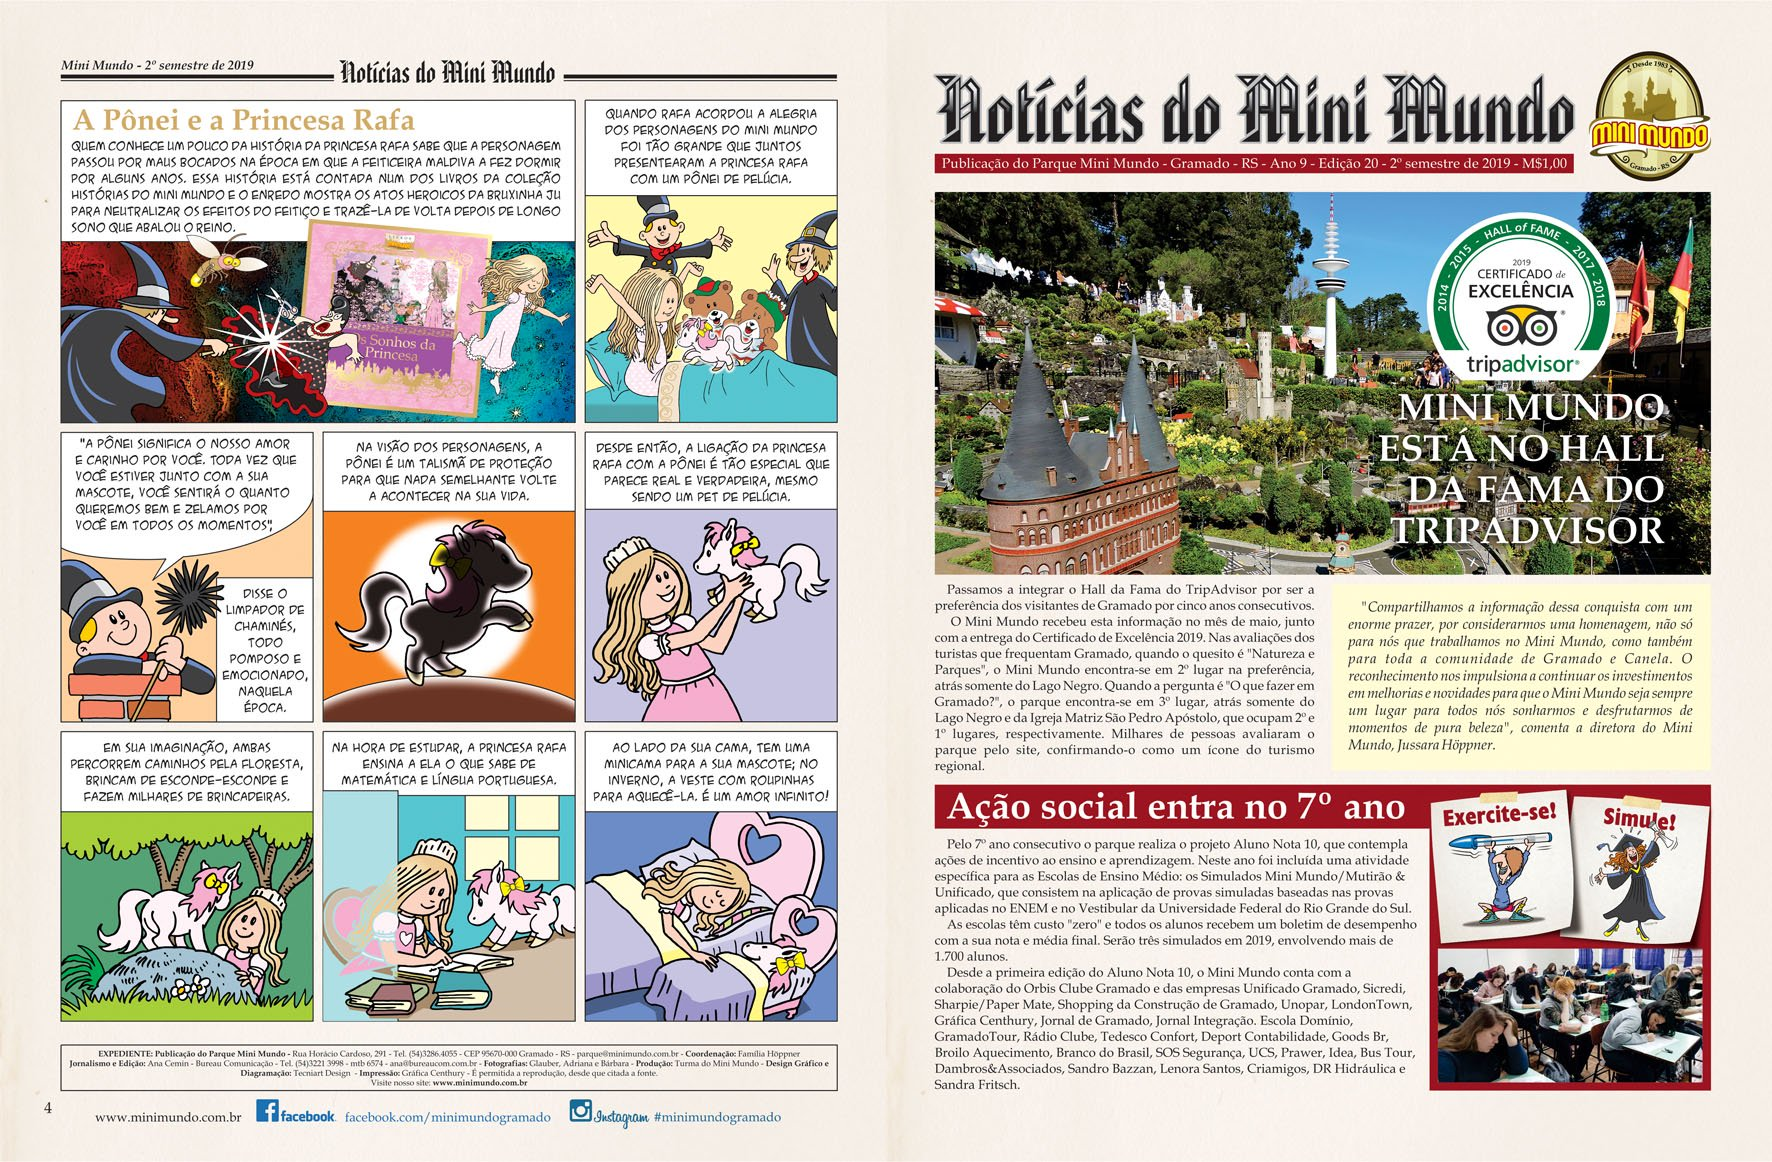 Mini Mundo - 2º semestre de 2019
Notícias do Mini Mundo
A Pônei e a Princesa Rafa
QUEM CONHECE UM POUCO DA HISTÓRIA DA PRINCESA RAFA SABE QUE A PERSONAGEM
PASSOU POR MAUS BOCADOS NA ÉPOCA EM QUE A FEITICEIRA MALDIVA A FEZ DORMIR
POR ALGUNS ANOS. ESSA HISTÓRIA ESTÁ CONTADA NUM DOS LIVROS DA COLEÇÃO
HISTÓRIAS DO MINI MUNDO E O ENREDO MOSTRA OS ATOS HEROICOS DA BRUXINHA JU
PARA NEUTRALIZAR OS EFEITOS DO FEITIÇO E TRAZÊ-LA DE VOLTA DEPOIS DE LONGO
SONO QUE ABALOU O REINO.
Os Sonhos da
Princesa
QUANDO RAFA ACORDOU A ALEGRIA
DOS PERSONAGENS DO MINI MUNDO
FOI TÃO GRANDE QUE JUNTOS
PRESENTEARAM A PRINCESA RAFA
COM UM PÔNEI DE PELÚCIA.
"A PÔNEI SIGNIFICA O NOSSO AMOR
E CARINHO POR VOCÊ. TODA VEZ QUE
VOCÊ ESTIVER JUNTO COM A SUA
MASCOTE, VOCÊ SENTIRÁ O QUANTO
QUEREMOS BEM E ZELAMOS POR
VOCÊ EM TODOS OS MOMENTOS",
DISSE O
LIMPADOR DE
CHAMINÉS,
TODO
POMPOSO E
EMOCIONADO,
NAQUELA
ÉPOCA.
NA VISÃO DOS PERSONAGENS, A
PÔNEI É UM TALISMÃ DE PROTEÇÃO
PARA QUE NADA SEMELHANTE VOLTE
A ACONTECER NA SUA VIDA.
DESDE ENTÃO, A LIGAÇÃO DA PRINCESA
RAFA COM A PÔNEI É TÃO ESPECIAL QUE
PARECE REAL E VERDADEIRA, MESMO
SENDO UM PET DE PELÚCIA.
EM SUA IMAGINAÇÃO, AMBAS
PERCORREM CAMINHOS PELA FLORESTA,
BRINCAM DE ESCONDE-ESCONDE E
FAZEM MILHARES DE BRINCADEIRAS.
NA HORA DE ESTUDAR, A PRINCESA RAFA
ENSINA A ELA O QUE SABE DE
MATEMÁTICA E LÍNGUA PORTUGUESA.
AO LADO DA SUA CAMA, TEM UMA
MINICAMA PARA A SUA MASCOTE; NO
INVERNO, A VESTE COM ROUPINHAS
PARA AQUECÊ-LA. É UM AMOR INFINITO!
EXPEDIENTE: Publicação do Parque Mini Mundo - Rua Horácio Cardoso, 291 - Tel. (54)3286.4055 - CEP 95670-000 Gramado - RS - parque@minimundo.com.br - Coordenação: Família Höppner
Jornalismo e Edição: Ana Cemin - Bureau Comunicação - Tel. (54)3221 3998 - mtb 6574 - ana@bureaucom.com.br - Fotografias: Glauber, Adriana e Bárbara - Produção: Turma do Mini Mundo - Design Gráfico e
Diagramação: Tecniart Design - Impressão: Gráfica Centhury - É permitida a reprodução, desde que citada a fonte.
Visite nosso site: www.minimundo.com.br
4
www.minimundo.com.br facebook facebook.com/minimundogramado Instagram #minimundogramado
Notícias do Mini Mundo
Desde 1983
MINI MUNDO
Gramado - RS
Publicação do Parque Mini Mundo - Gramado - RS - Ano 9 - Edição 20 - 2º semestre de 2019 - M$1,00
2014 - 2015 - HALL of FAME - 2017 - 2018
2019
CERTIFICADO de
EXCELÊNCIA
tripadvisor®
MINI MUNDO
ESTÁ NO HALL
DA FAMA DO
TRIPADVISOR
Passamos a integrar o Hall da Fama do TripAdvisor por ser a
preferência dos visitantes de Gramado por cinco anos consecutivos.
O Mini Mundo recebeu esta informação no mês de maio, junto
com a entrega do Certificado de Excelência 2019. Nas avaliações dos
turistas que frequentam Gramado, quando o quesito é "Natureza e
Parques", o Mini Mundo encontra-se em 2º lugar na preferência,
atrás somente do Lago Negro. Quando a pergunta é "O que fazer em
Gramado?", o parque encontra-se em 3º lugar, atrás somente do
Lago Negro e da Igreja Matriz São Pedro Apóstolo, que ocupam 2º e
1º lugares, respectivamente. Milhares de pessoas avaliaram o
parque pelo site, confirmando-o como um ícone do turismo
regional.
"Compartilhamos a informação dessa conquista com um
enorme prazer, por considerarmos uma homenagem, não só
para nós que trabalhamos no Mini Mundo, como também
para toda a comunidade de Gramado e Canela. O
reconhecimento nos impulsiona a continuar os investimentos
em melhorias e novidades para que o Mini Mundo seja sempre
um lugar para todos nós sonharmos e desfrutarmos de
momentos de pura beleza", comenta a diretora do Mini
Mundo, Jussara Höppner.
Ação social entra no 7º ano
Exercite-se!
Simule!
Pelo 7º ano consecutivo o parque realiza o projeto Aluno Nota 10, que contempla
ações de incentivo ao ensino e aprendizagem. Neste ano foi incluída uma atividade
específica para as Escolas de Ensino Médio: os Simulados Mini Mundo/Mutirão &
Unificado, que consistem na aplicação de provas simuladas baseadas nas provas
aplicadas no ENEM e no Vestibular da Universidade Federal do Rio Grande do Sul.
As escolas têm custo "zero" e todos os alunos recebem um boletim de desempenho
com a sua nota e média final. Serão três simulados em 2019, envolvendo mais de
1.700 alunos.
Desde a primeira edição do Aluno Nota 10, o Mini Mundo conta com a
colaboração do Orbis Clube Gramado e das empresas Unificado Gramado, Sicredi,
Sharpie/Paper Mate, Shopping da Construção de Gramado, Unopar, LondonTown,
Gráfica Centhury, Jornal de Gramado, Jornal Integração. Escola Domínio,
GramadoTour, Rádio Clube, Tedesco Confort, Deport Contabilidade, Goods Br,
Broilo Aquecimento, Branco do Brasil, SOS Segurança, UCS, Prawer, Idea, Bus Tour,
Dambros&Associados, Sandro Bazzan, Lenora Santos, Criamigos, DR Hidráulica e
Sandra Fritsch.